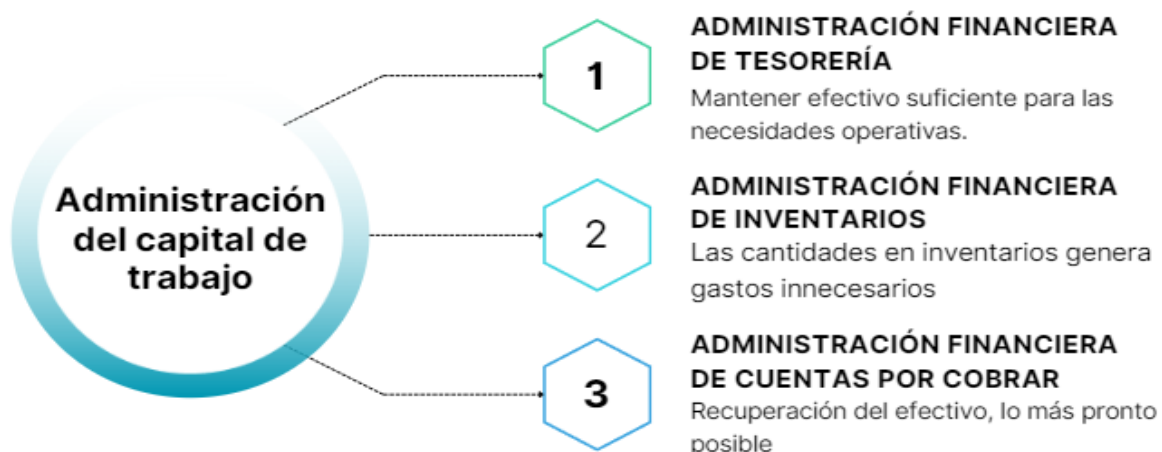 Administración
del capital de
trabajo
1
ADMINISTRACIÓN FINANCIERA
DE TESORERÍA
Mantener efectivo suficiente para las
necesidades operativas.
2
ADMINISTRACIÓN FINANCIERA
DE INVENTARIOS
Las cantidades en inventarios genera
gastos innecesarios
3
ADMINISTRACIÓN FINANCIERA
DE CUENTAS POR COBRAR
Recuperación del efectivo, lo más pronto
posible